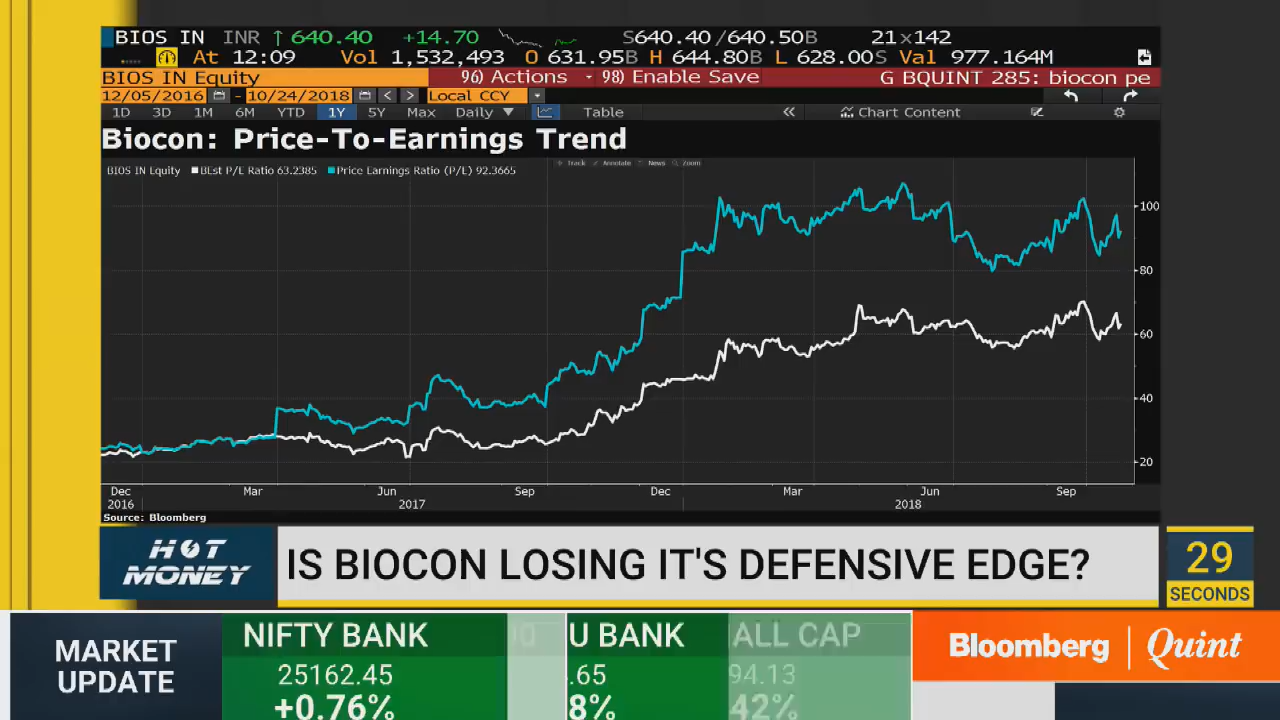 BIOS IN INR ↑ 640.40 +14.70 S640.40/640.50B 21x142
At 12:09 Vol 1,532,493 O 631.95B H 644.80B L 628.00S Val 977.164M
BIOS IN Equity 96) Actions 98) Enable Save G BQUINT 285: biocon pe
12/05/2016 - 10/24/2018 < > Local CCY
1D 3D 1M 6M YTD 1Y 5Y Max Daily ▼ Table « Chart Content
Biocon: Price-To-Earnings Trend
+ Track Annotate News Zoom
BIOS IN Equity BEst P/E Ratio 63.2385 Price Earnings Ratio (P/E) 92.3665
100
80
60
40
20
Dec Mar Jun Sep Dec Mar Jun Sep
2016 2017 2018
Source: Bloomberg
HOT MONEY
IS BIOCON LOSING IT'S DEFENSIVE EDGE?
29
SECONDS
MARKET UPDATE
NIFTY BANK
25162.45
+0.76%
U BANK
.65
8%
ALL CAP
94.13
42%
Bloomberg | Quint